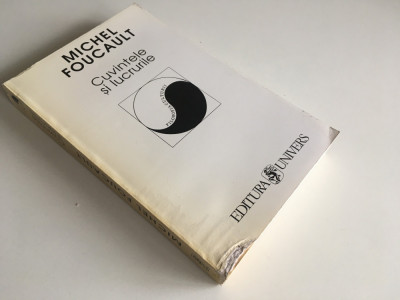 MICHEL
FOUCAULT
Cuvintele
și lucrurile
EDITURA UNIVERS